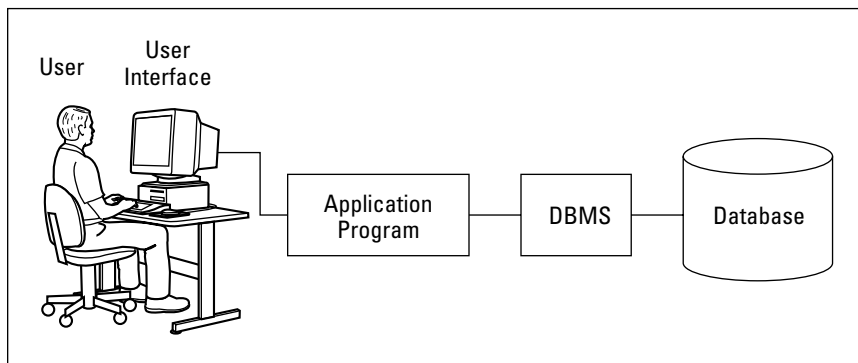 User
User
Interface
Application
Program
DBMS
Database